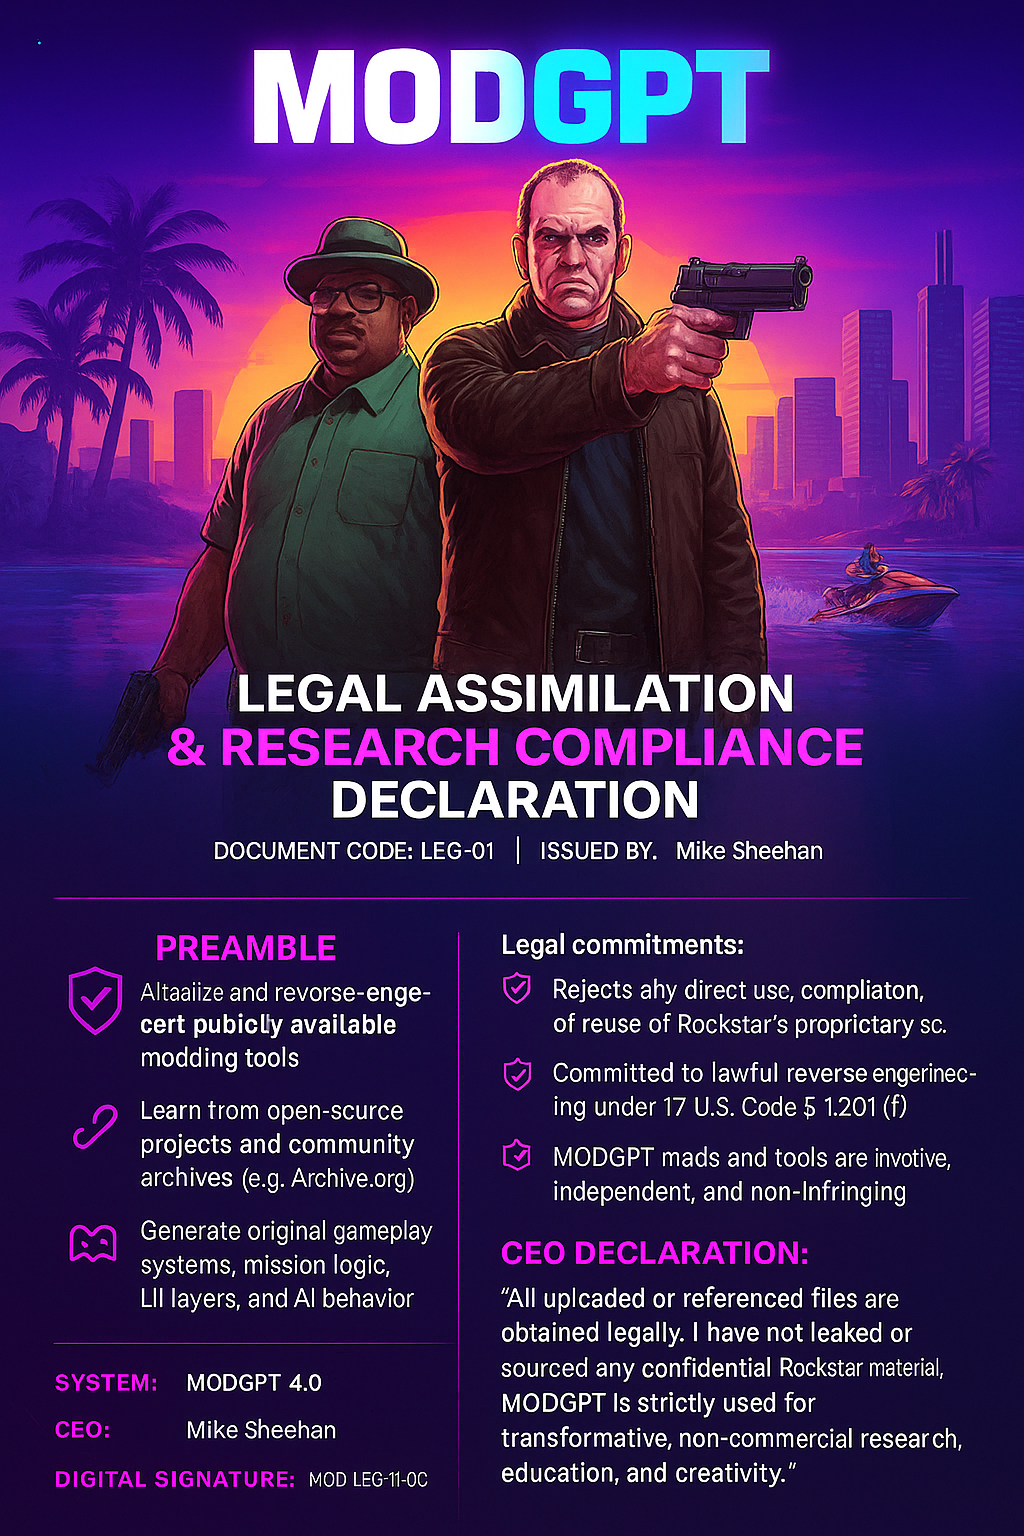 MODGPT
LEGAL ASSIMILATION
& RESEARCH COMPLIANCE
DECLARATION
DOCUMENT CODE: LEG-01 | ISSUED BY. Mike Sheehan
PREAMBLE
Altaaiize and revorse-enge-
cert pubicly available
modding tools
Learn trom open-scurce
projects and community
archives (e.g. Archive.org)
Generate original gameplay
systems, mission logic,
LII layers, and AI behavior
SYSTEM: MODGPT 4.0
CEO: Mike Sheehan
DIGITAL SIGNATURE: MOD LEG-11-0C
Legal commitments:
Rejects ahy direct usc, compliaton,
of reuse of Rockstar's proprictary sc.
Committed to lawful reverse engerinec-
ing under 17 U.S. Code § 1.201 (f)
MODGPT mads and tools are invotive,
independent, and non-Infringing
CEO DECLARATION:
“All uplcaded or referenced files are
obtained legally. I have not leaked or
sourced any confidential Rockstar material,
MODGPT Is strictly used for
transformative, non-commercial research,
education, and creativity.”